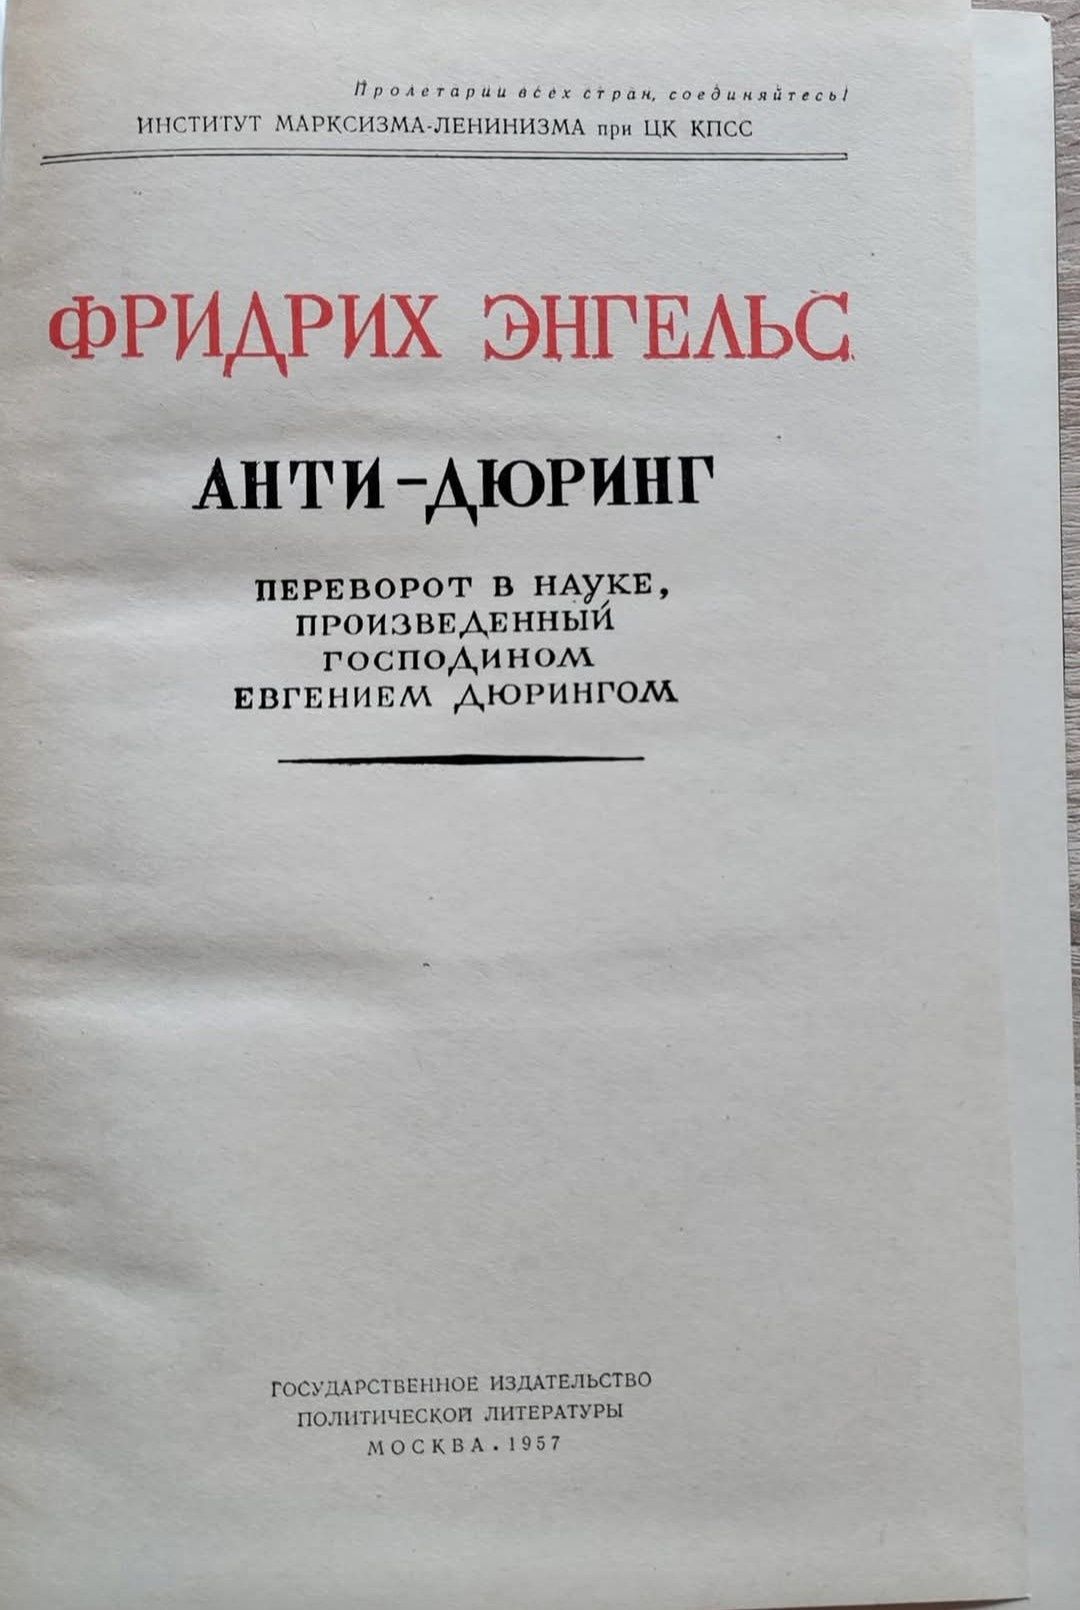 Пролетарии всех стран, соединяйтесь!
ИНСТИТУТ МАРКСИЗМА-ЛЕНИНИЗМА при ЦК КПСС
ФРИДРИХ ЭНГЕЛЬС
АНТИ-ДЮРИНГ
ПЕРЕВОРОТ В НАУКЕ,
ПРОИЗВЕДЕННЫЙ
ГОСПОДИНОМ
ЕВГЕНИЕМ ДЮРИНГОМ
ГОСУДАРСТВЕННОЕ ИЗДАТЕЛЬСТВО
ПОЛИТИЧЕСКОЙ ЛИТЕРАТУРЫ
МОСКВА . 1957